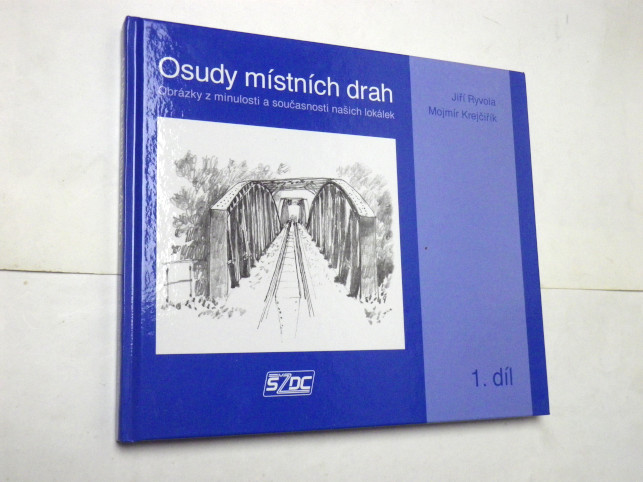 Osudy místních drah
Obrázky z minulosti a současnosti našich lokálek
Jiří Ryvola
Mojmír Krejčiřík
SŽDC
1. díl